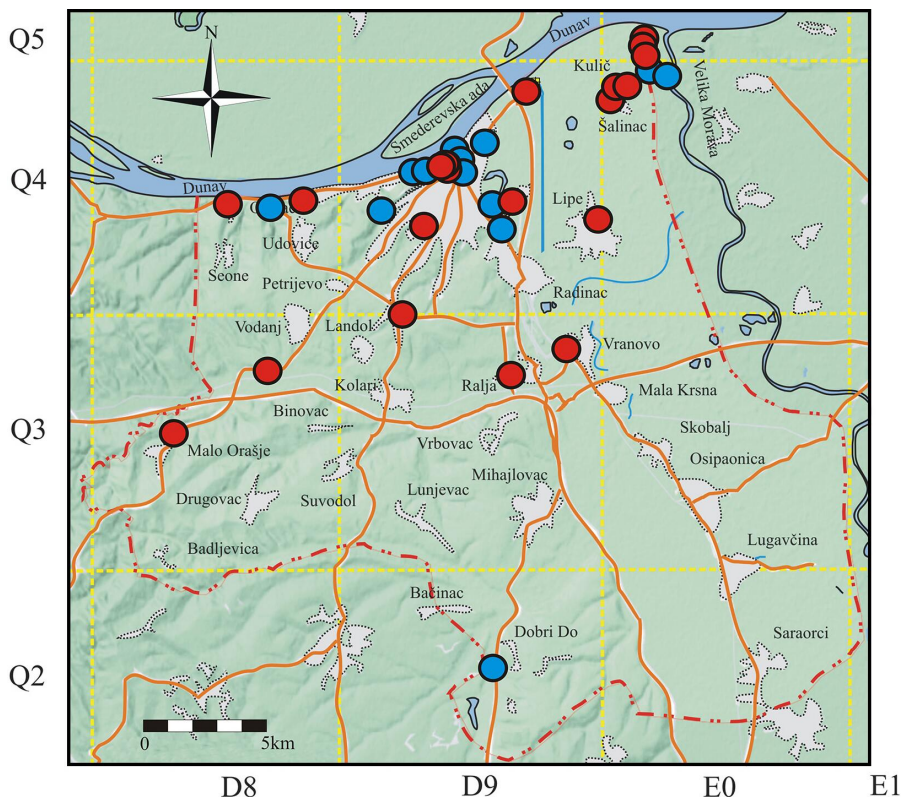 Q5
N
Dunav
Kulič
Velika Morava
Smederevska ada
Šalinac
Q4
Dunav
Lipe
Udovice
Seone
Petrijevo
Radinac
Vodanj
Landol
Vranovo
Kolari
Ralja
Mala Krsna
Binovac
Q3
Skobalj
Vrbovac
Malo Orašje
Osipaonica
Mihajlovac
Drugovac
Suvodol
Lunjevac
Lugavčina
Badljevica
Bačinac
Dobri Do
Saraorci
Q2
0
5km
D8
D9
E0
E1